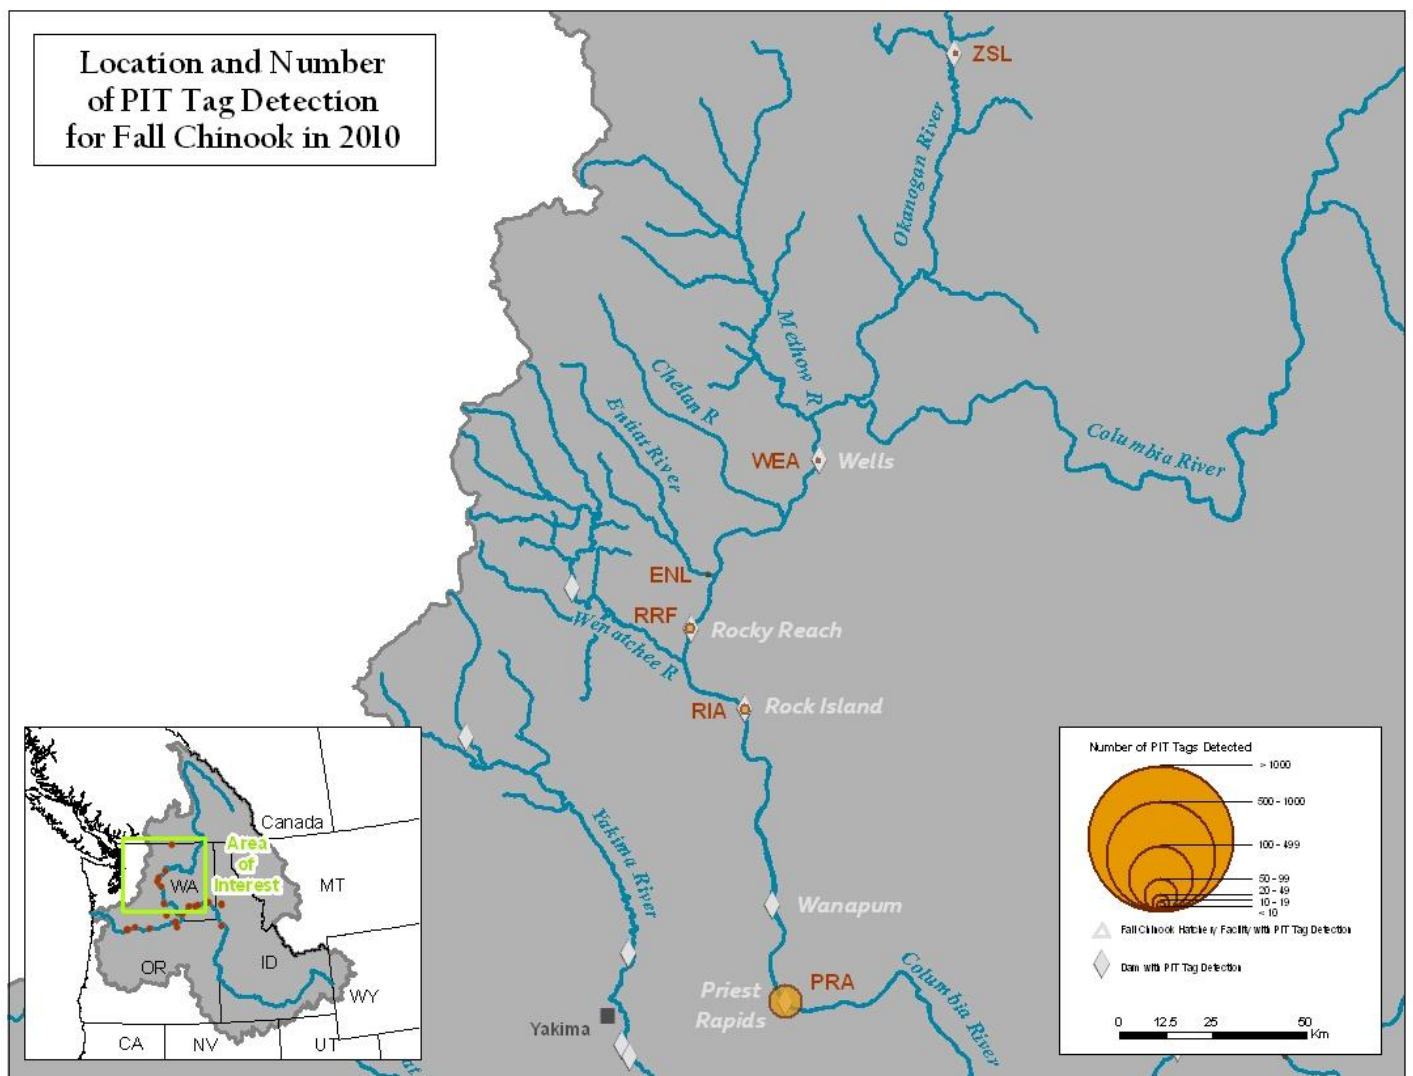 Location and Number
of PIT Tag Detection
for Fall Chinook in 2010
ZSL
Okanogan River
Methow R
Chelan R
Entiat River
Columbia River
WEA
Wells
ENL
RRF
Rocky Reach
Wenatchee R
RIA
Rock Island
Yakima River
Wanapum
PRA
Priest
Rapids
Columbia River
Yakima
Canada
Area
of
Interest
WA
MT
OR
ID
WY
CA
NV
UT
at
Number of PIT Tags Detected
> 1000
500 - 1000
100 - 499
50 - 99
20 - 49
10 - 19
< 10
Fall Chinook Hatchery Facility with PIT Tag Detection
Dam with PIT Tag Detection
0 12.5 25 50
Km